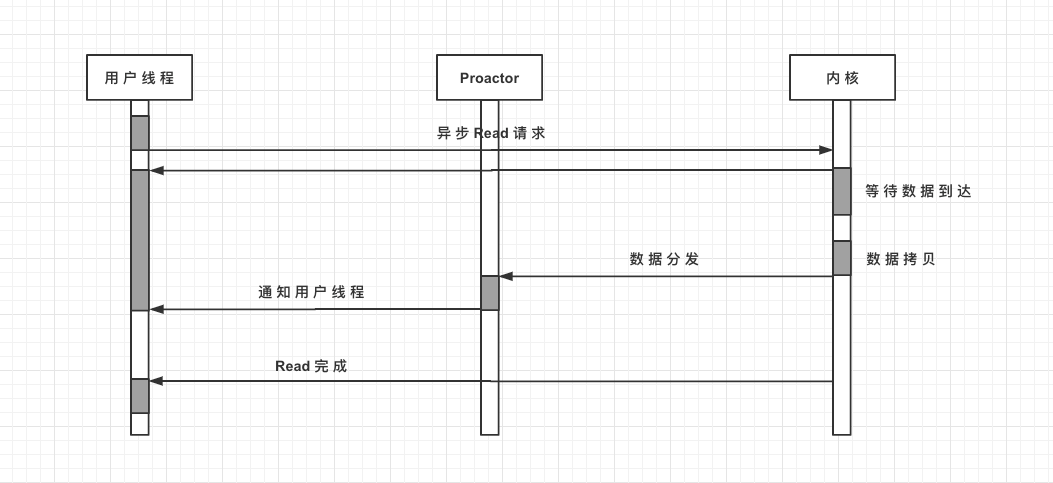 用户线程
Proactor
内核
异步Read请求
等待数据到达
数据分发
数据拷贝
通知用户线程
Read完成